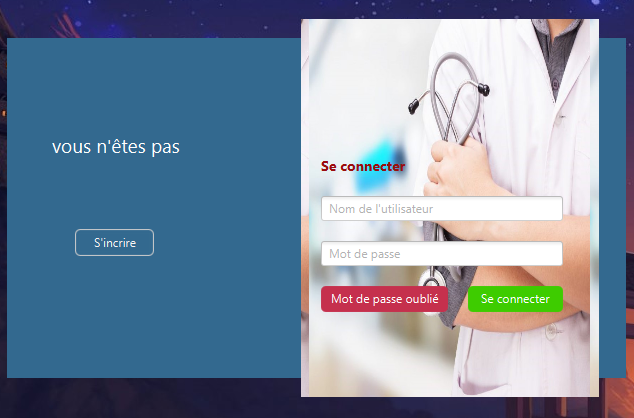 vous n'êtes pas
S'incrire
Se connecter
Nom de l'utilisateur
Mot de passe
Mot de passe oublié
Se connecter